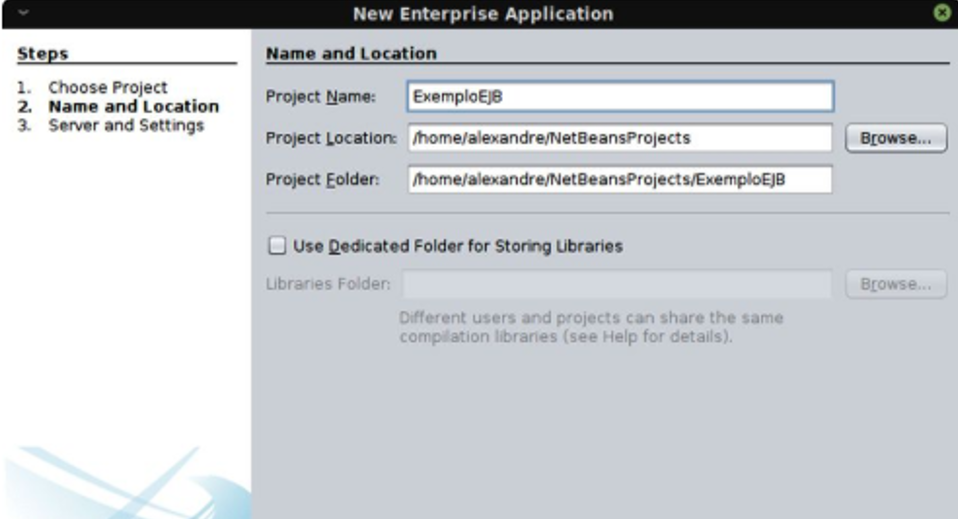 New Enterprise Application
Steps
1. Choose Project
2. Name and Location
3. Server and Settings
Name and Location
Project Name: ExemploEJB
Project Location: /home/alexandre/NetBeansProjects Browse...
Project Folder: /home/alexandre/NetBeansProjects/ExemploEJB
Use Dedicated Folder for Storing Libraries
Libraries Folder: Browse...
Different users and projects can share the same
compilation libraries (see Help for details).